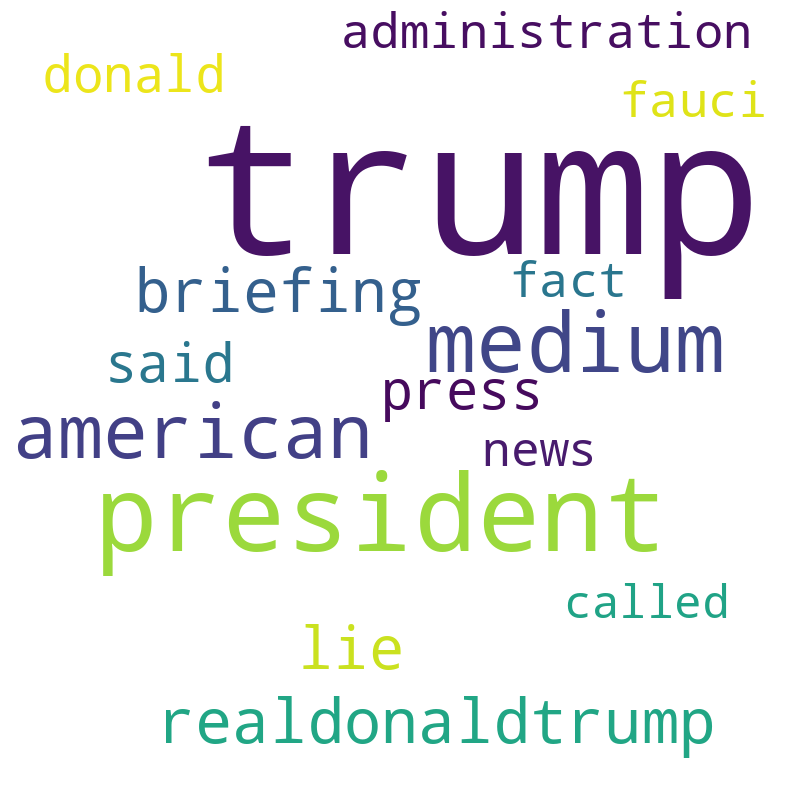 administration
donald
fauci
trump
briefing
fact
medium
said
press
american
news
president
called
lie
realdonaldtrump